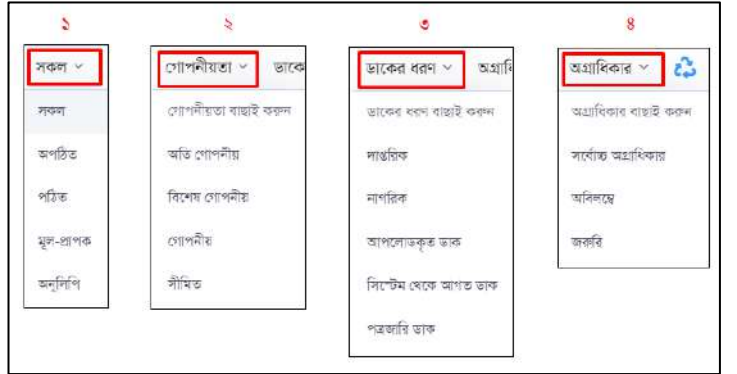 ১
সকল
সকল
অপঠিত
পঠিত
মূল-প্রাপক
অনুলিপি
২
গোপনীয়তা ডাকে
গোপনীয়তা বাছাই করুন
অতি গোপনীয়
বিশেষ গোপনীয়
গোপনীয়
সীমিত
৩
ডাকের ধরণ অগ্রাধি
ডাকের ধরণ বাছাই করুন
দাপ্তরিক
নাগরিক
আপলোডকৃত ডাক
সিস্টেম থেকে আগত ডাক
পত্রজারি ডাক
৪
অগ্রাধিকার
অগ্রাধিকার বাছাই করুন
সর্বোচ্চ অগ্রাধিকার
অবিলম্বে
জরুরি